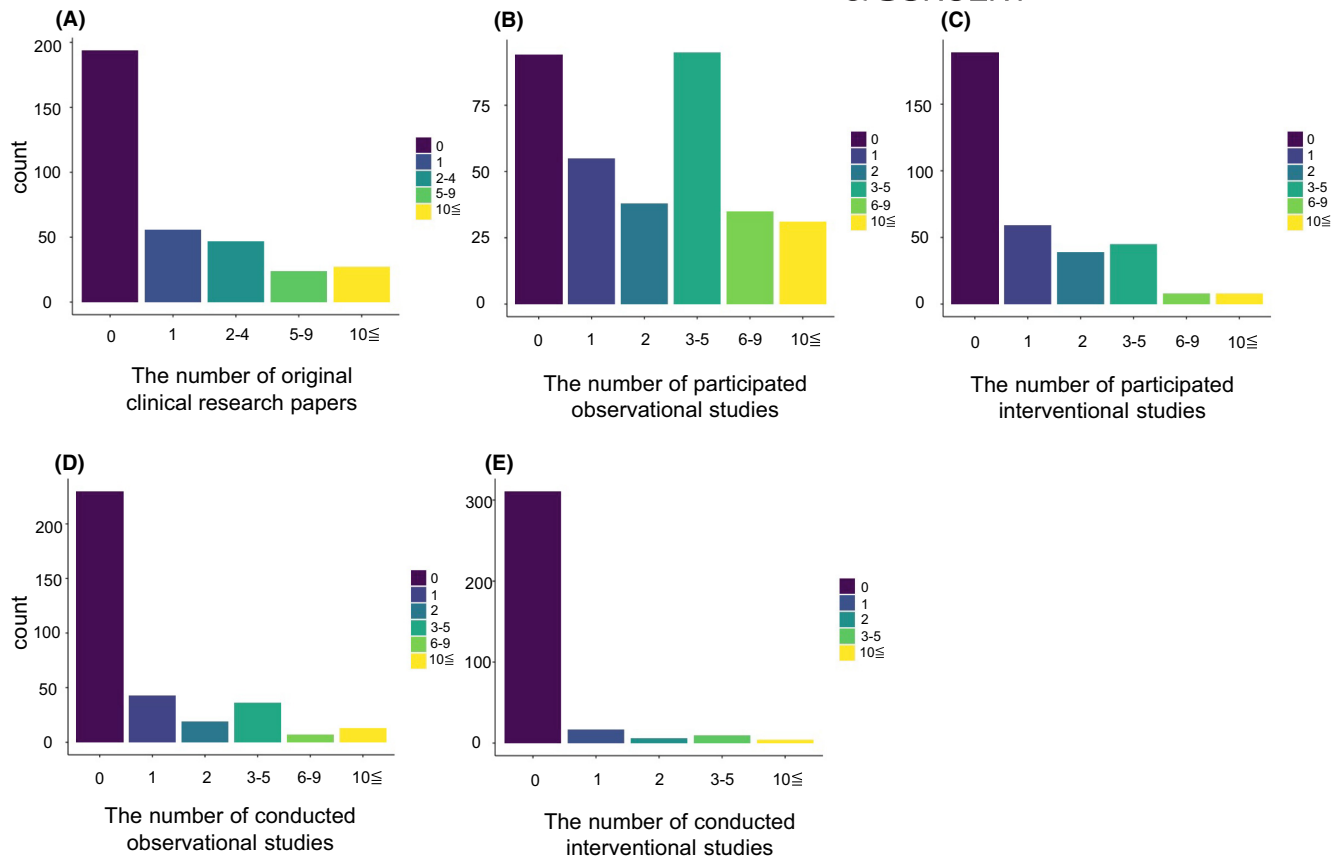 (A)
200
150
100
50
0
count
0 1 2-4 5-9 10≦
The number of original
clinical research papers
0
1
2-4
5-9
10≦
(B)
75
50
25
0
0 1 2 3-5 6-9 10≦
The number of participated
observational studies
0
1
2
3-5
6-9
10≦
(C)
150
100
50
0
0 1 2 3-5 6-9 10≦
The number of participated
interventional studies
0
1
2
3-5
6-9
10≦
(D)
200
150
100
50
0
count
0 1 2 3-5 6-9 10≦
The number of conducted
observational studies
0
1
2
3-5
6-9
10≦
(E)
300
200
100
0
0 1 2 3-5 10≦
The number of conducted
interventional studies
0
1
2
3-5
10≦